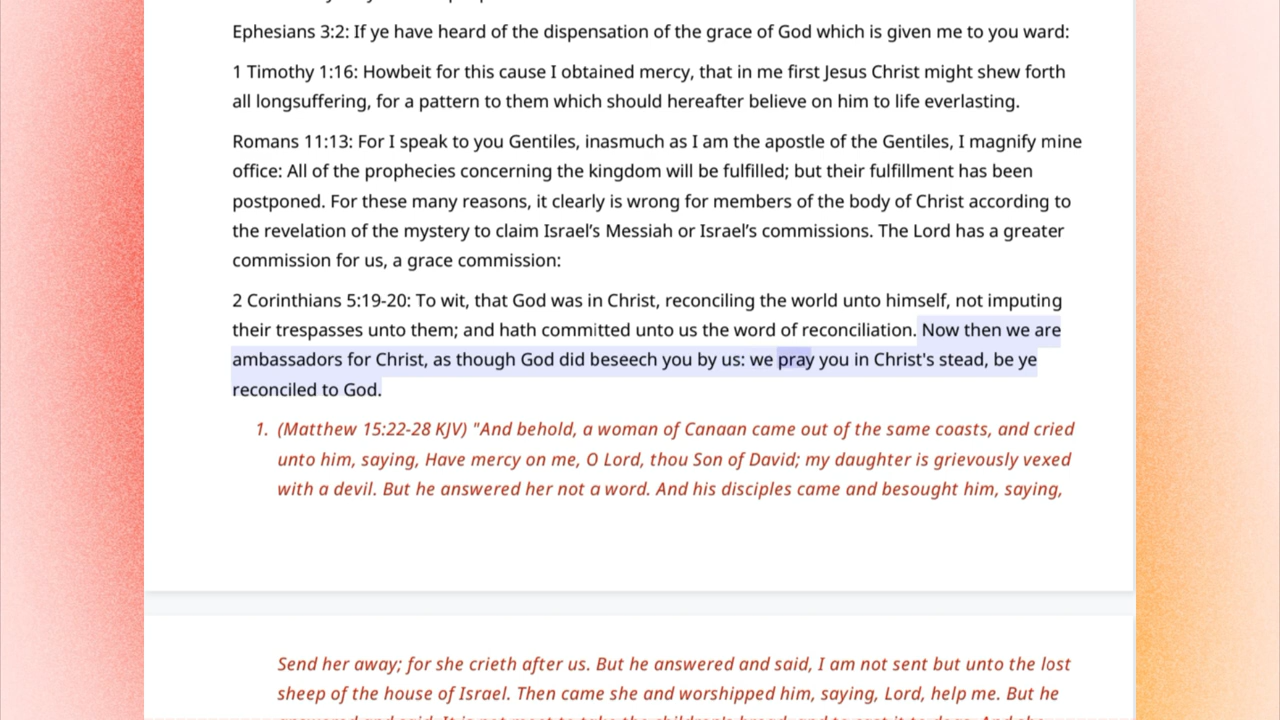 Ephesians 3:2: If ye have heard of the dispensation of the grace of God which is given me to you ward:
1 Timothy 1:16: Howbeit for this cause I obtained mercy, that in me first Jesus Christ might shew forth
all longsuffering, for a pattern to them which should hereafter believe on him to life everlasting.
Romans 11:13: For I speak to you Gentiles, inasmuch as I am the apostle of the Gentiles, I magnify mine
office: All of the prophecies concerning the kingdom will be fulfilled; but their fulfillment has been
postponed. For these many reasons, it clearly is wrong for members of the body of Christ according to
the revelation of the mystery to claim Israel’s Messiah or Israel’s commissions. The Lord has a greater
commission for us, a grace commission:
2 Corinthians 5:19-20: To wit, that God was in Christ, reconciling the world unto himself, not imputing
their trespasses unto them; and hath committed unto us the word of reconciliation. Now then we are
ambassadors for Christ, as though God did beseech you by us: we pray you in Christ's stead, be ye
reconciled to God.
1. (Matthew 15:22-28 KJV) "And behold, a woman of Canaan came out of the same coasts, and cried
unto him, saying, Have mercy on me, O Lord, thou Son of David; my daughter is grievously vexed
with a devil. But he answered her not a word. And his disciples came and besought him, saying,
Send her away; for she crieth after us. But he answered and said, I am not sent but unto the lost
sheep of the house of Israel. Then came she and worshipped him, saying, Lord, help me. But he